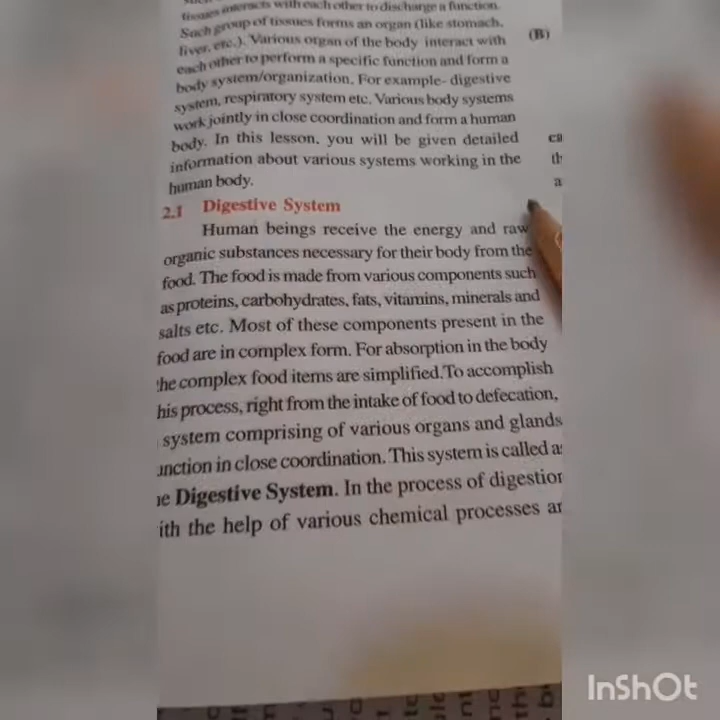 tissues interacts with each other to discharge a function.
Such group of tissues forms an organ (like stomach,
liver, etc.). Various organ of the body interact with
each other to perform a specific function and form a
body system/organization. For example- digestive
system, respiratory system etc. Various body systems
work jointly in close coordination and form a human
body. In this lesson, you will be given detailed
information about various systems working in the
human body.
2.1 Digestive System
Human beings receive the energy and raw
organic substances necessary for their body from the
food. The food is made from various components such
as proteins, carbohydrates, fats, vitamins, minerals and
salts etc. Most of these components present in the
food are in complex form. For absorption in the body
the complex food items are simplified.To accomplish
his process, right from the intake of food to defecation,
system comprising of various organs and glands
unction in close coordination. This system is called as
he Digestive System. In the process of digestion
ith the help of various chemical processes an
(B)
ca
th
a
InShOt